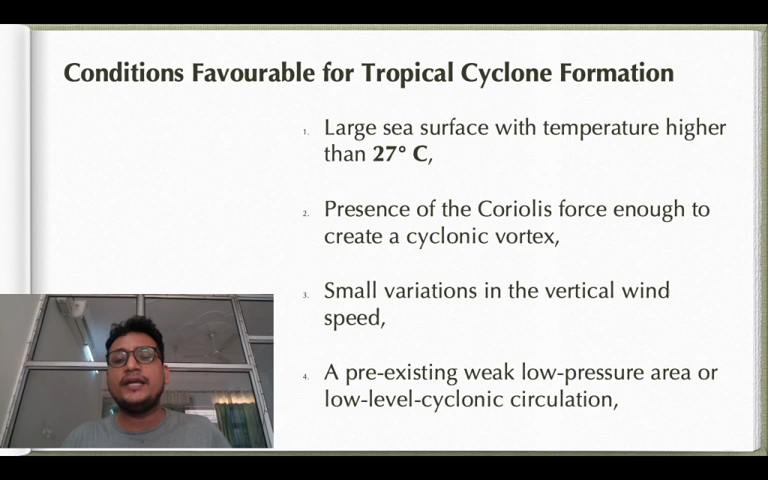 Conditions Favourable for Tropical Cyclone Formation
1. Large sea surface with temperature higher
than 27° C,
2. Presence of the Coriolis force enough to
create a cyclonic vortex,
3. Small variations in the vertical wind
speed,
4. A pre-existing weak low-pressure area or
low-level-cyclonic circulation,